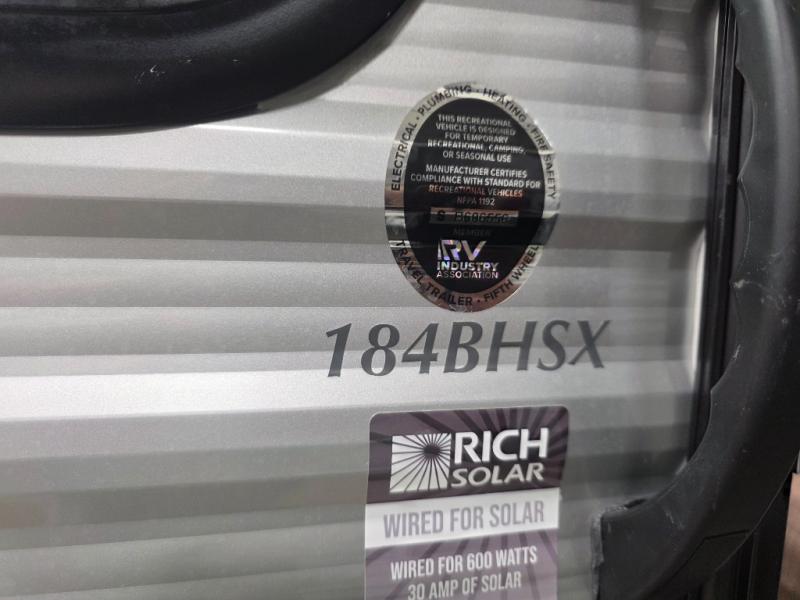 ELECTRICAL · PLUMBING · HEATING · FIRE SAFETY
THIS RECREATIONAL
VEHICLE IS DESIGNED
FOR TEMPORARY
RECREATIONAL, CAMPING,
OR SEASONAL USE
MANUFACTURER CERTIFIES
COMPLIANCE WITH STANDARD FOR
RECREATIONAL VEHICLES
NFPA 1192
MEMBER
RV
INDUSTRY
ASSOCIATION
TRAVEL TRAILER · FIFTH WHEEL
184BHSX
RICH
SOLAR
WIRED FOR SOLAR
WIRED FOR 600 WATTS
30 AMP OF SOLAR